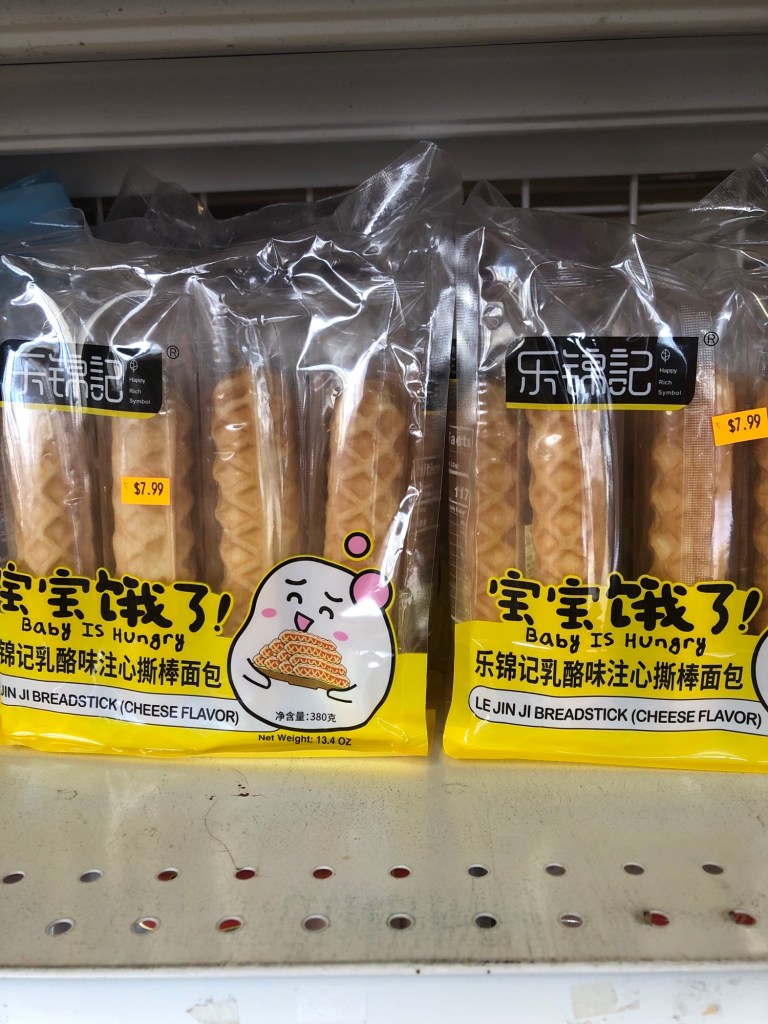 乐锦記
®
Happy
Rich
Symbol
$7.99
宝宝饿了!
Baby Is Hungry
锦记乳酪味注心撕棒面包
JIN JI BREADSTICK (CHEESE FLAVOR)
净含量:380克
Net Weight: 13.4 OZ
乐锦記
®
Happy
Rich
Symbol
$7.99
117
宝宝饿了!
Baby Is Hungry
乐锦记乳酪味注心撕棒面包
LE JIN JI BREADSTICK (CHEESE FLAVOR)